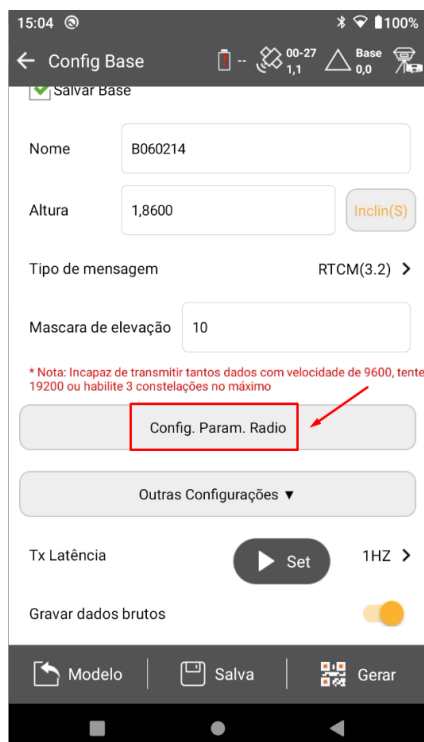 15:04 100%
Config Base -- 00-27 1,1 Base 0,0
Salvar Base
Nome B060214
Altura 1,8600 Inclin(S)
Tipo de mensagem RTCM(3.2) >
Mascara de elevação 10
* Nota: Incapaz de transmitir tantos dados com velocidade de 9600, tente
19200 ou habilite 3 constelações no máximo
Config. Param. Radio
Outras Configurações ▼
Tx Latência Set 1HZ >
Gravar dados brutos
Modelo Salva Gerar